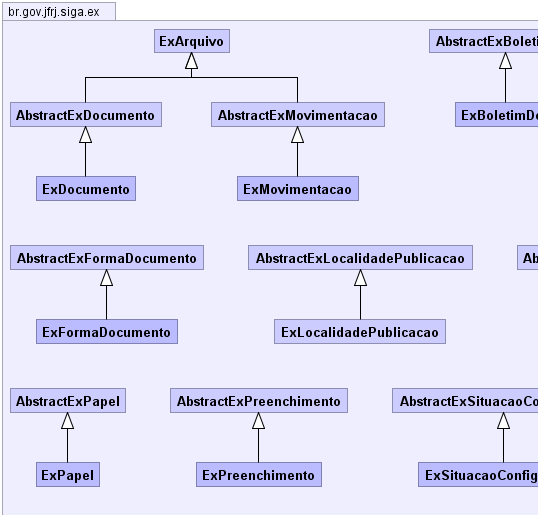 br.gov.jfrj.siga.ex
ExArquivo
AbstractExBoleti
AbstractExDocumento
AbstractExMovimentacao
ExBoletimDo
ExDocumento
ExMovimentacao
AbstractExFormaDocumento
AbstractExLocalidadePublicacao
Ab
ExFormaDocumento
ExLocalidadePublicacao
AbstractExPapel
AbstractExPreenchimento
AbstractExSituacaoCo
ExPapel
ExPreenchimento
ExSituacaoConfig